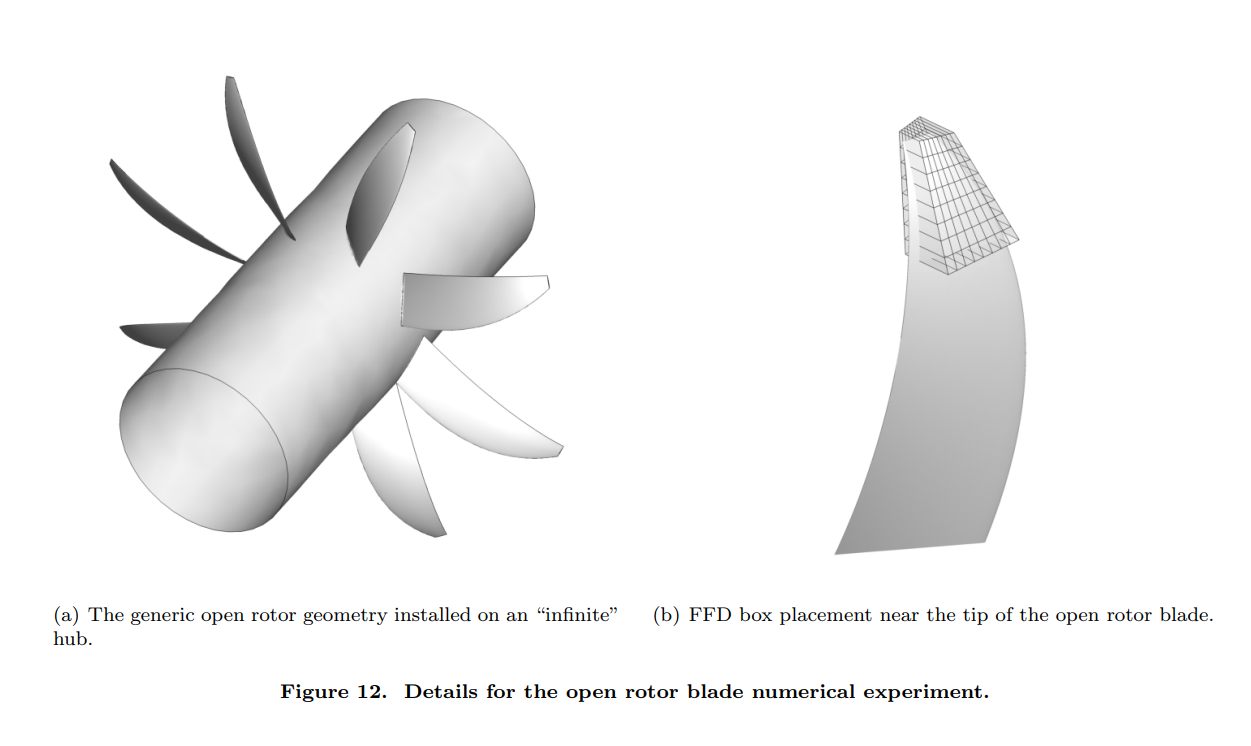 (a) The generic open rotor geometry installed on an “infinite”
hub.
(b) FFD box placement near the tip of the open rotor blade.
Figure 12. Details for the open rotor blade numerical experiment.